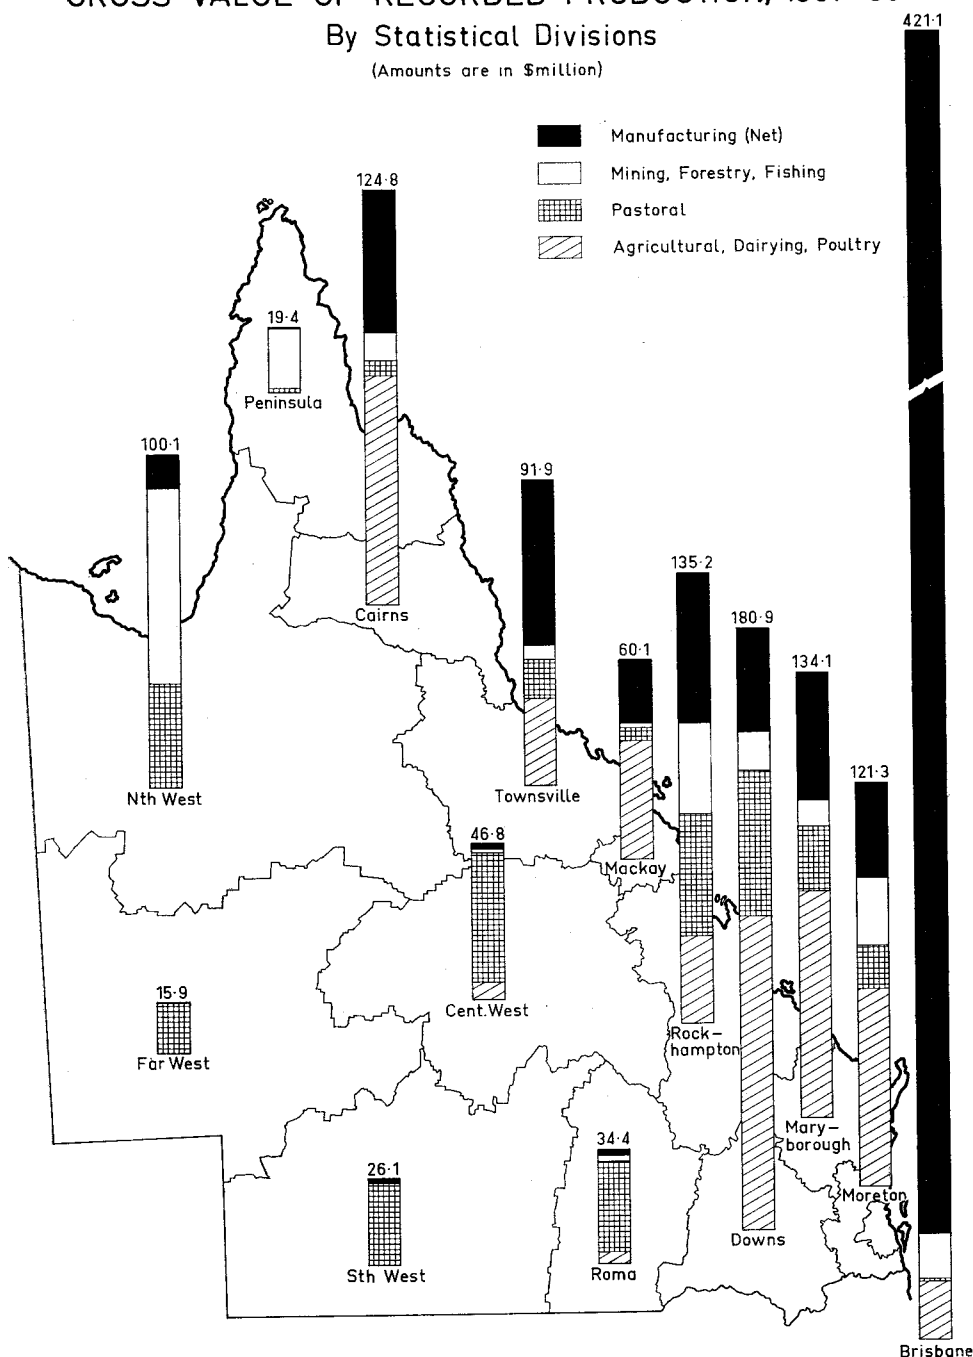 By Statistical Divisions
(Amounts are in $million)
421·1
Manufacturing (Net)
Mining, Forestry, Fishing
Pastoral
Agricultural, Dairying, Poultry
124·8
19·4
Peninsula
100·1
91·9
Cairns
135·2
180·9
60·1
134·1
121·3
Nth West
Townsville
46·8
Mackay
15·9
Cent. West
Far West
Rock–
hampton
Mary–
borough
34·4
26·1
Moreton
Downs
Sth West
Roma
Brisbane